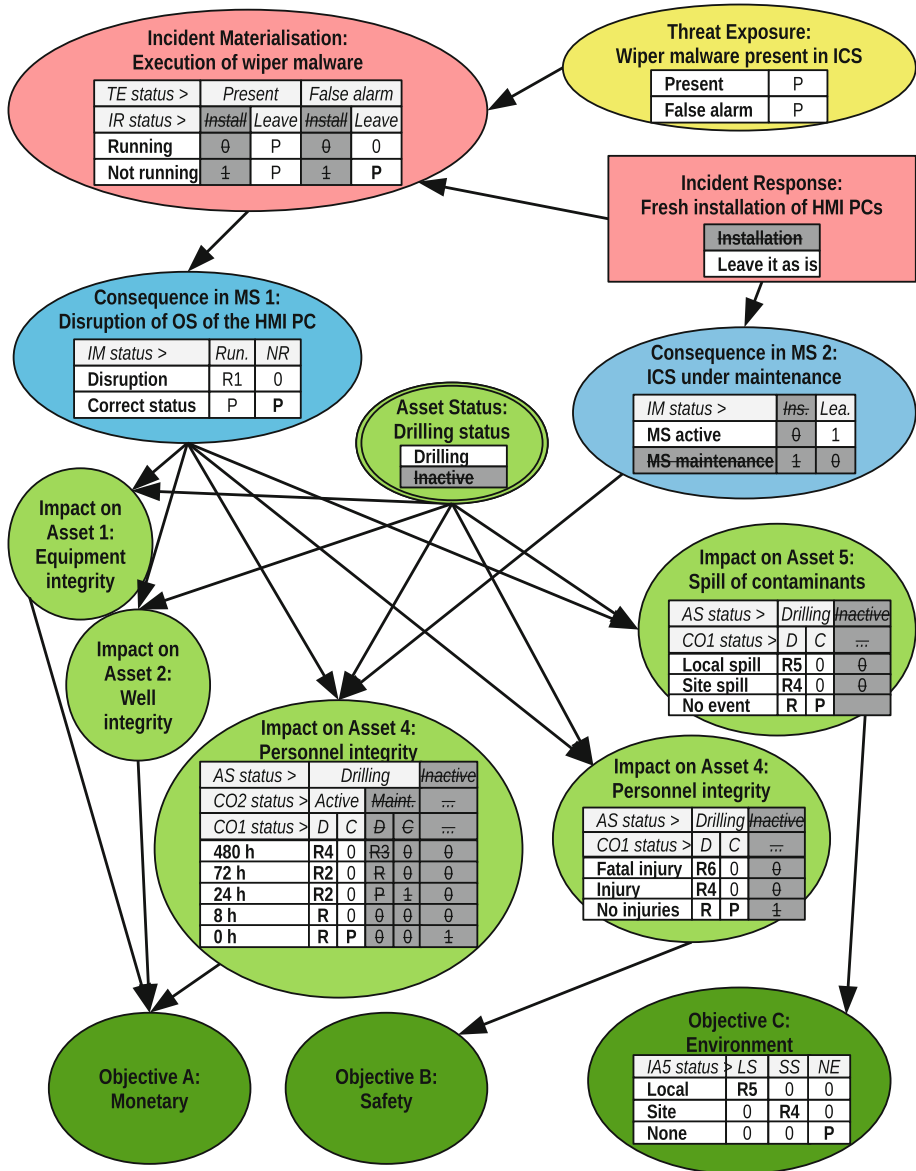 Incident Materialisation:
Execution of wiper malware
TE status > Present False alarm
IR status > Install Leave Install Leave
Running 0 P 0 0
Not running 1 P 1 P
Threat Exposure:
Wiper malware present in ICS
Present P
False alarm P
Incident Response:
Fresh installation of HMI PCs
Installation
Leave it as is
Consequence in MS 1:
Disruption of OS of the HMI PC
IM status > Run. NR
Disruption R1 0
Correct status P P
Asset Status:
Drilling status
Drilling
Inactive
Consequence in MS 2:
ICS under maintenance
IM status > Ins. Lea.
MS active 0 1
MS maintenance 1 0
Impact on
Asset 1:
Equipment
integrity
Impact on
Asset 2:
Well
integrity
Impact on Asset 5:
Spill of contaminants
AS status > Drilling Inactive
CO1 status > D C ...
Local spill R5 0 0
Site spill R4 0 0
No event R P
Impact on Asset 4:
Personnel integrity
AS status > Drilling Inactive
CO2 status > Active Maint. ...
CO1 status > D C D C ...
480 h R4 0 R3 0 0
72 h R2 0 R 0 0
24 h R2 0 P 1 0
8 h R 0 0 0 0
0 h R P 0 0 1
Impact on Asset 4:
Personnel integrity
AS status > Drilling Inactive
CO1 status > D C ...
Fatal injury R6 0 0
Injury R4 0 0
No injuries R P 1
Objective A:
Monetary
Objective B:
Safety
Objective C:
Environment
IA5 status > LS SS NE
Local R5 0 0
Site 0 R4 0
None 0 0 P